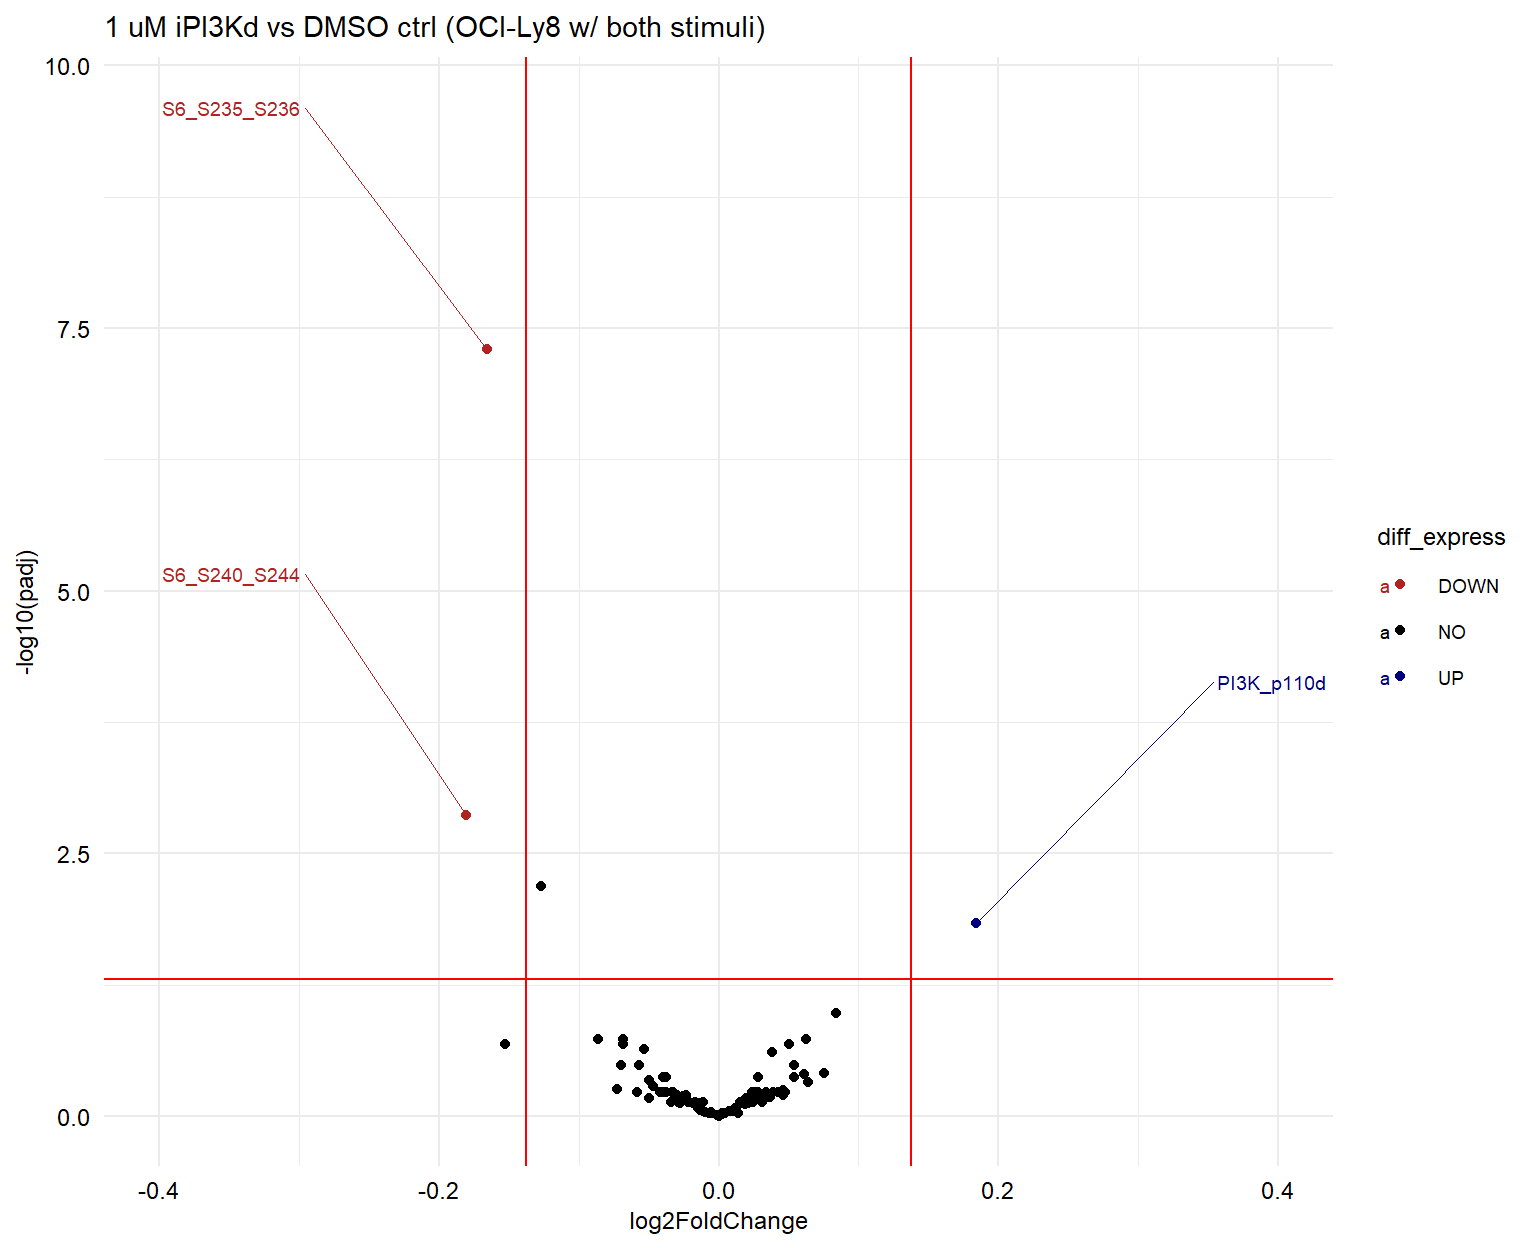 1 uM iPI3Kd vs DMSO ctrl (OCI-Ly8 w/ both stimuli)
10.0
S6_S235_S236
7.5
diff_express
S6_S240_S244
a DOWN
5.0
a NO
-log10(padj)
PI3K_p110d
a UP
2.5
0.0
-0.4
-0.2
0.0
0.2
0.4
log2FoldChange